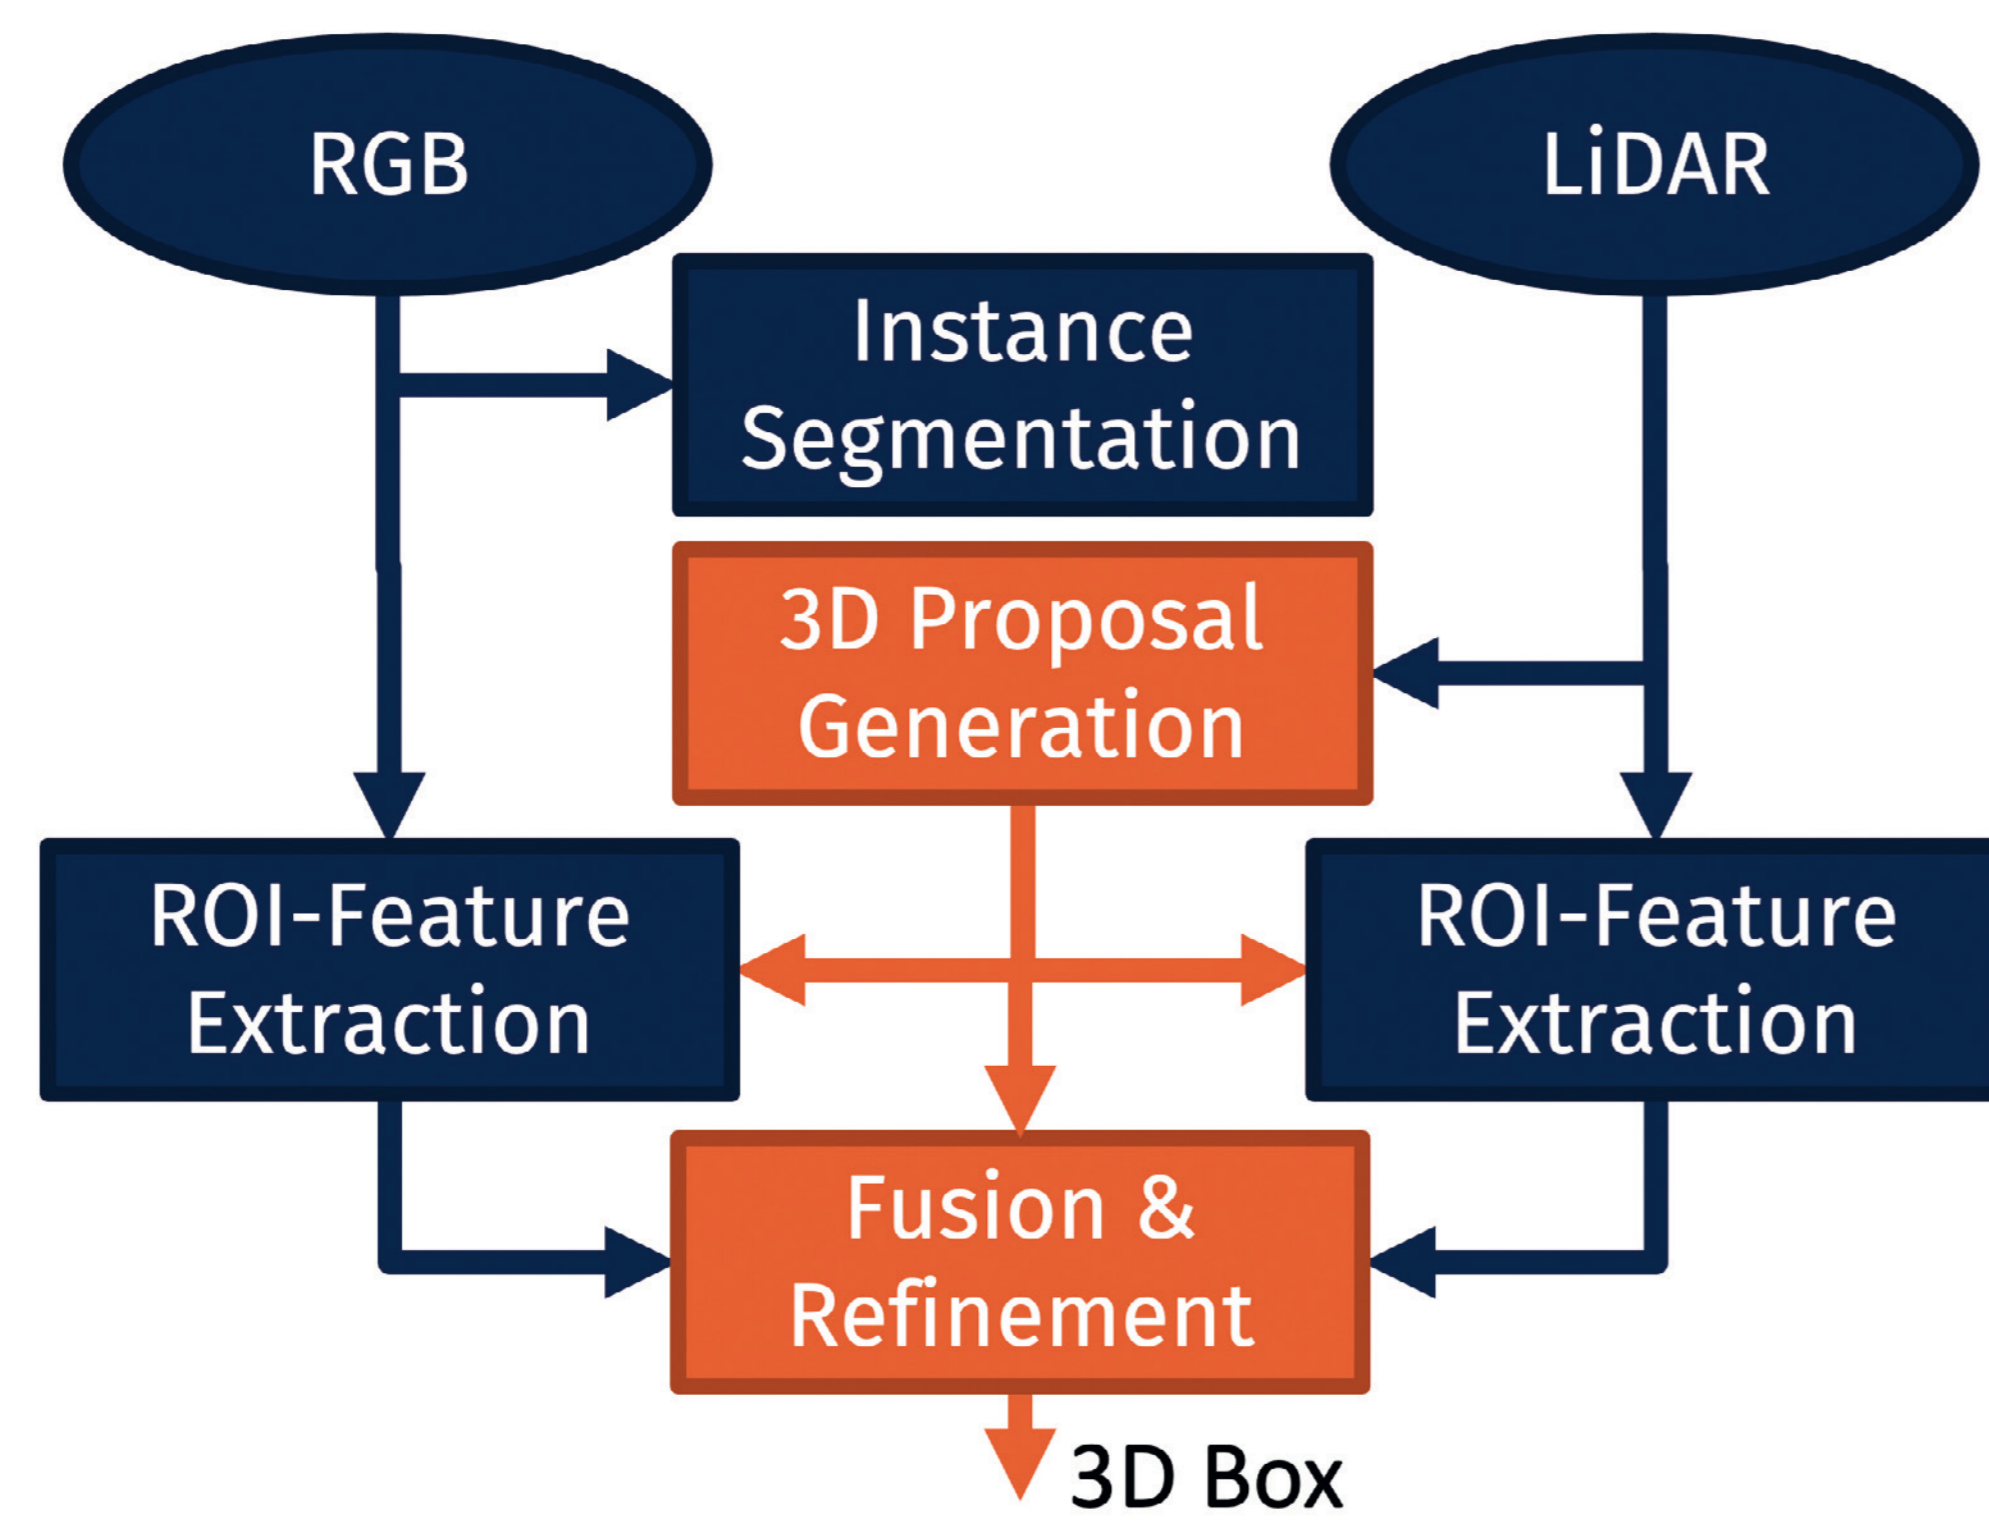 RGB
LiDAR
Instance
Segmentation
3D Proposal
Generation
ROI-Feature
Extraction
ROI-Feature
Extraction
Fusion &
Refinement
3D Box